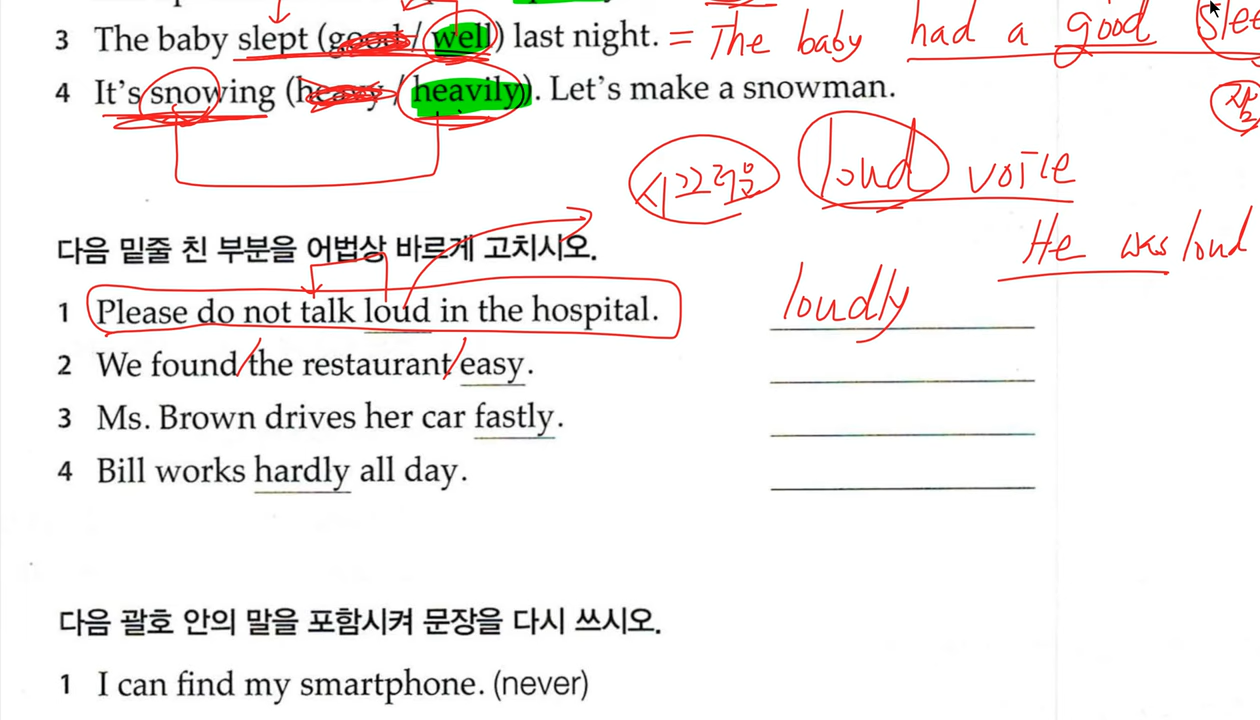 3 The baby slept (good / well) last night. = The baby had a good slee
4 It's snowing (heavy / heavily). Let's make a snowman.
잠
시끄러운 loud voice
He was loud
다음 밑줄 친 부분을 어법상 바르게 고치시오.
1 Please do not talk loud in the hospital. loudly
2 We found the restaurant easy.
3 Ms. Brown drives her car fastly.
4 Bill works hardly all day.
다음 괄호 안의 말을 포함시켜 문장을 다시 쓰시오.
1 I can find my smartphone. (never)